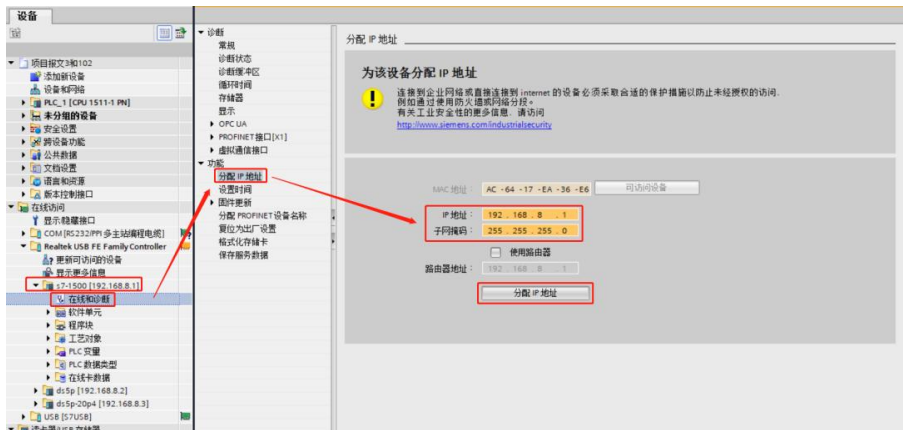 设备
项目报文3和102
添加新设备
设备和网络
PLC_1 [CPU 1511-1 PN]
未分组的设备
安全设置
跨设备功能
公共数据
文档设置
语言和资源
版本控制接口
在线访问
显示/隐藏接口
COM [RS232/PPI 多主站编程电缆]
Realtek USB FE Family Controller
更新可访问的设备
显示更多信息
s7-1500 [192.168.8.1]
在线和诊断
软件单元
程序块
工艺对象
PLC 变量
PLC 数据类型
在线卡数据
ds5p [192.168.8.2]
ds5p-20p4 [192.168.8.3]
USB [S7USB]
读卡器/USB 存储器
诊断
常规
诊断状态
诊断缓冲区
循环时间
存储器
显示
OPC UA
PROFINET 接口[X1]
虚拟通信接口
功能
分配 IP 地址
设置时间
固件更新
分配 PROFINET 设备名称
复位为出厂设置
格式化存储卡
保存服务数据
分配 IP 地址
为该设备分配 IP 地址
连接到企业网络或直接连接到 internet 的设备必须采取合适的保护措施以防止未经授权的访问.
例如通过使用防火墙或网络分段。
有关工业安全性的更多信息, 请访问
http://www.siemens.com/industrialsecurity
MAC 地址: AC -64 -17 -EA -36 -E6 可访问设备
IP 地址: 192 . 168 . 8 . 1
子网掩码: 255 . 255 . 255 . 0
使用路由器
路由器地址: 192 . 168 . 8 . 1
分配 IP 地址